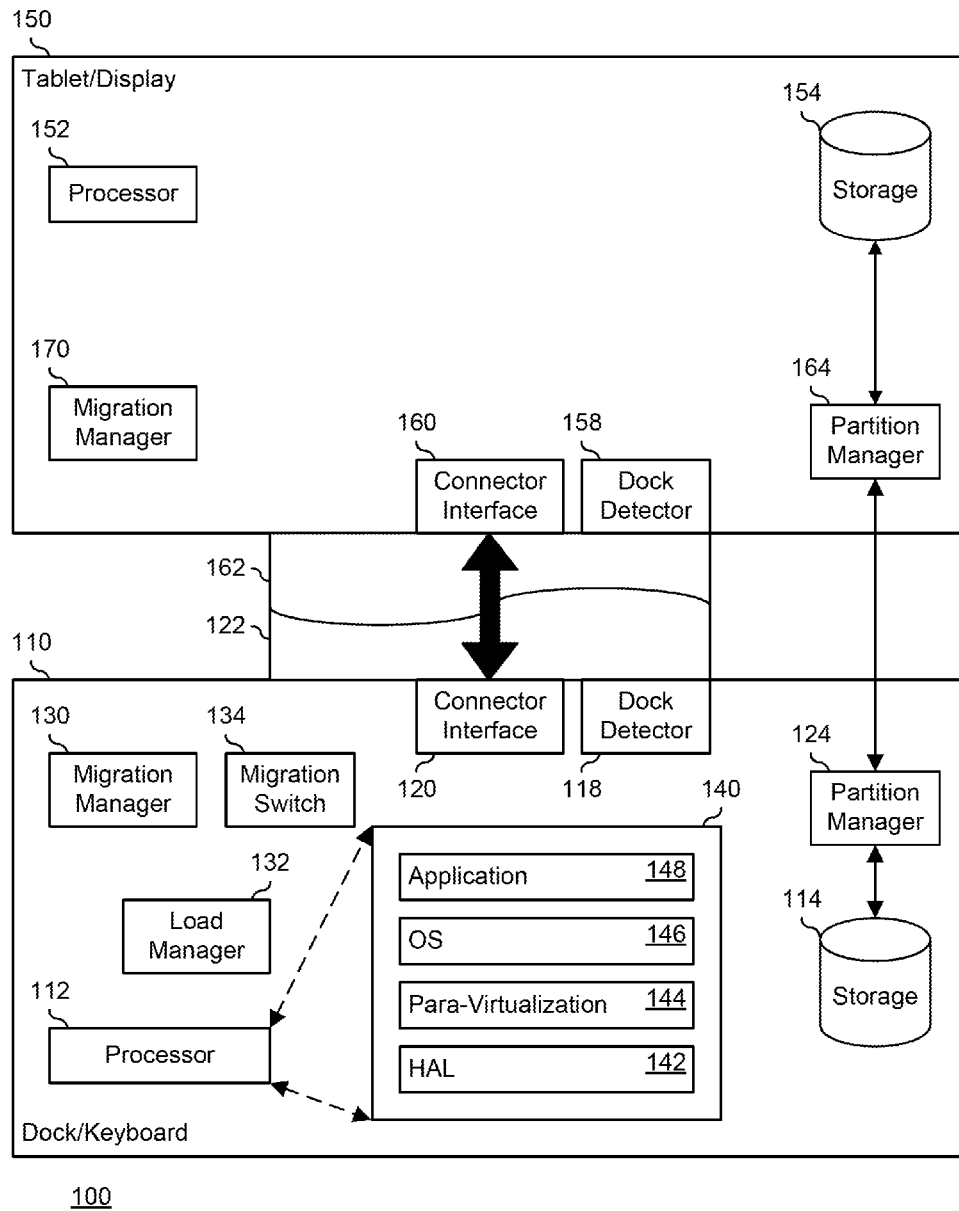 150
Tablet/Display
154
152
Processor
Storage
170
Migration
Manager
164
Partition
Manager
160
158
Connector
Interface
Dock
Detector
162
122
110
Connector
Interface
Dock
Detector
130
134
Migration
Manager
Migration
Switch
120
118
140
124
Partition
Manager
132
Load
Manager
Application 148
OS 146
Para-Virtualization 144
HAL 142
114
Storage
112
Processor
Dock/Keyboard
100